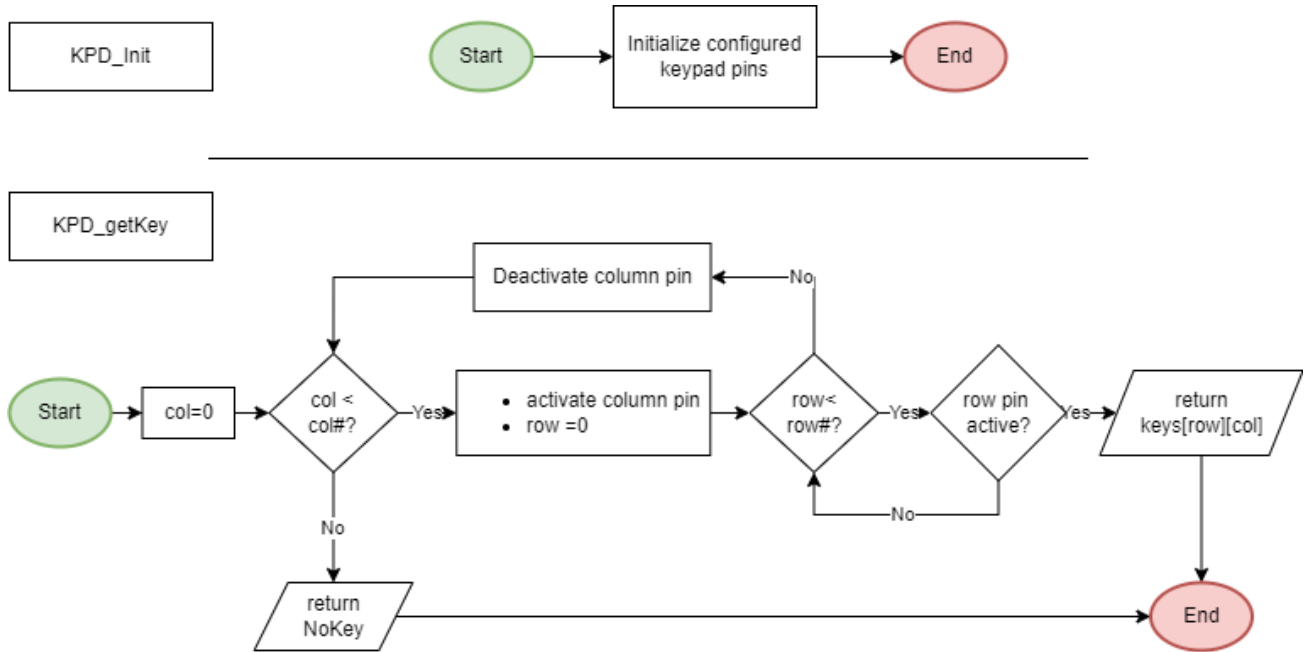 KPD_Init
Start
Initialize configured
keypad pins
End
KPD_getKey
Deactivate column pin
No
Start
col=0
col <
col#?
Yes
• activate column pin
• row =0
row<
row#?
Yes
row pin
active?
Yes
return
keys[row][col]
No
No
return
NoKey
End